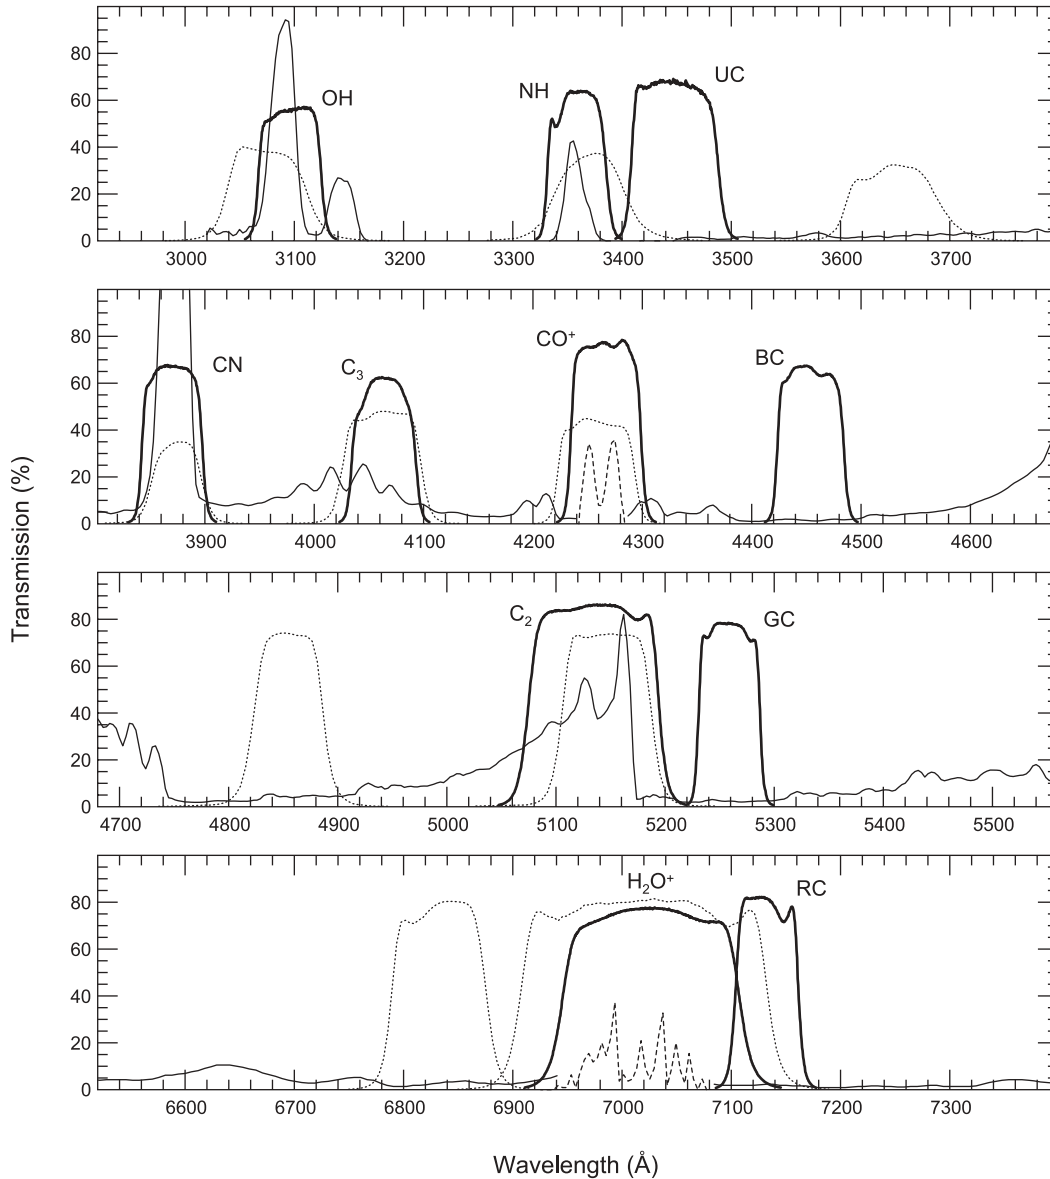 80
60
40
20
0
OH
NH
UC
3000 3100 3200 3300 3400 3500 3600 3700
80
60
40
20
0
CN
C₃
CO⁺
BC
3900 4000 4100 4200 4300 4400 4500 4600
Transmission (%)
80
60
40
20
0
C₂
GC
4700 4800 4900 5000 5100 5200 5300 5400 5500
80
60
40
20
0
H₂O⁺
RC
6600 6700 6800 6900 7000 7100 7200 7300
Wavelength (Å)